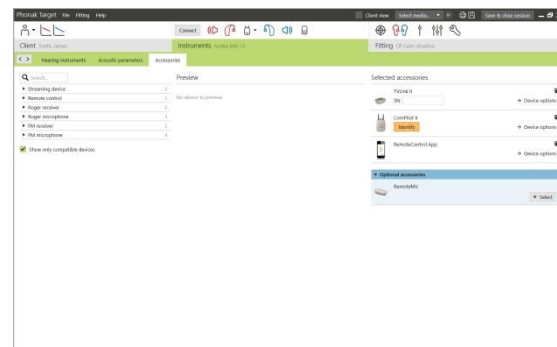 Phonak Target File Fitting Help
Client view Select media... Save & close session
Connect
Client Smith, James
Instruments
Fitting
Hearing instruments Acoustic parameters Accessories
Search...
Streaming device
Remote control
Roger receiver
Roger microphone
FM receiver
FM microphone
Show only compatible devices
Preview
No device to preview
Selected accessories
TVLink II
SN
Device options
ComPilot II
Identify
Device options
RemoteControl App
Device options
Optional accessories
RemoteMic
+ Select